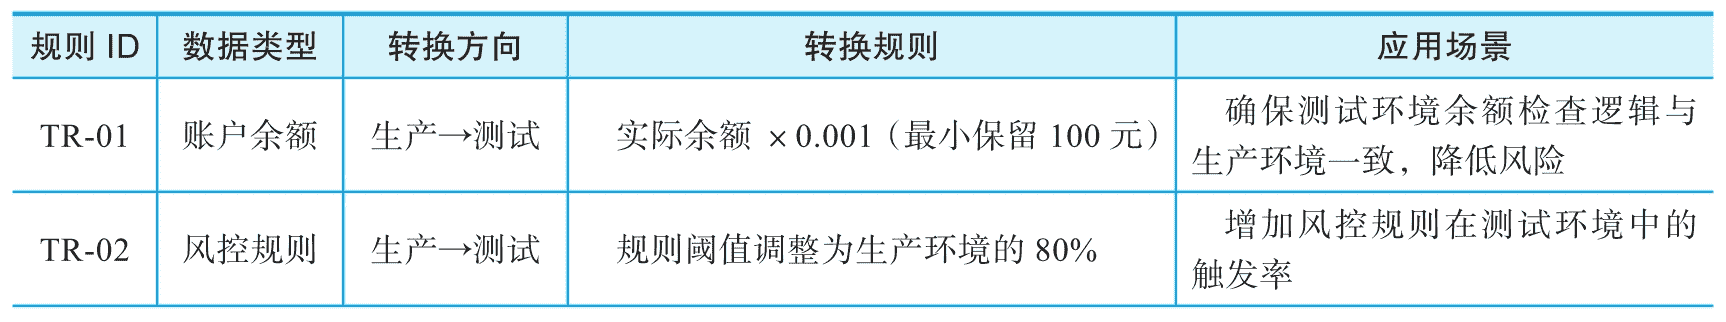 规则 ID 数据类型 转换方向 转换规则 应用场景
TR-01 账户余额 生产→测试 实际余额 ×0.001（最小保留 100 元） 确保测试环境余额检查逻辑与
生产环境一致，降低风险
TR-02 风控规则 生产→测试 规则阈值调整为生产环境的 80% 增加风控规则在测试环境中的
触发率